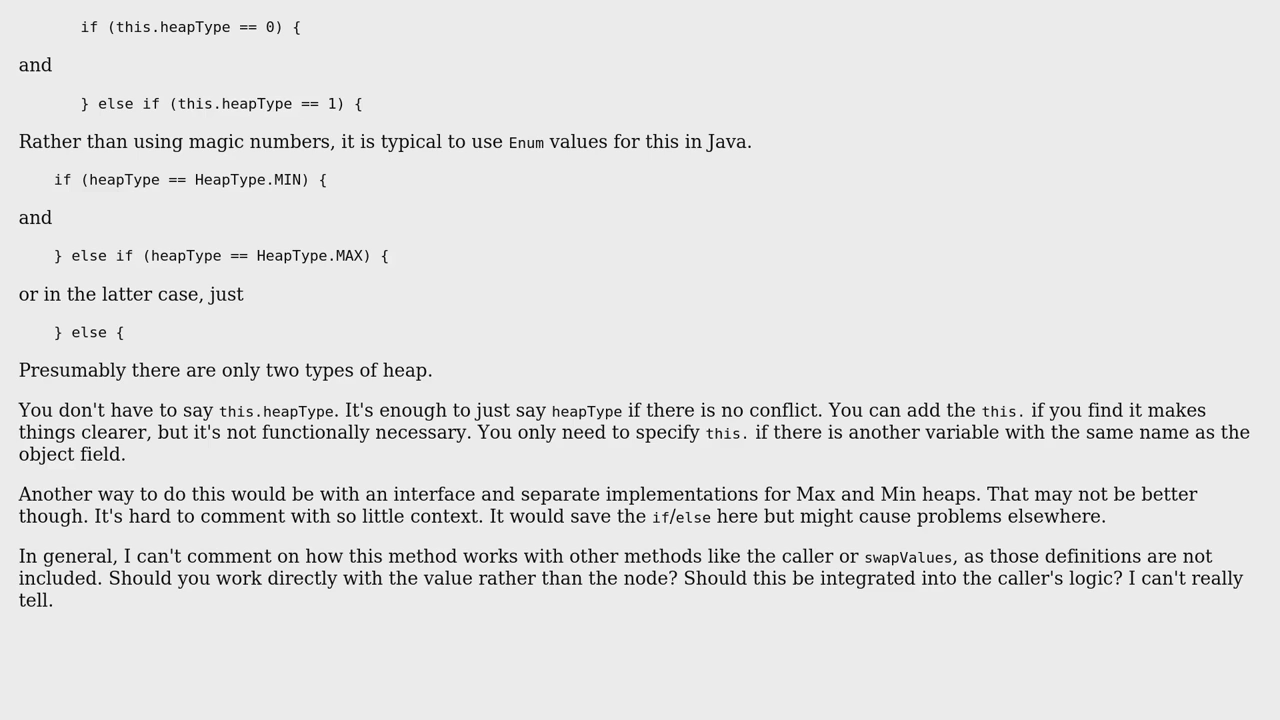 if (this.heapType == 0) {
and
} else if (this.heapType == 1) {
Rather than using magic numbers, it is typical to use Enum values for this in Java.
if (heapType == HeapType.MIN) {
and
} else if (heapType == HeapType.MAX) {
or in the latter case, just
} else {
Presumably there are only two types of heap.
You don't have to say this.heapType. It's enough to just say heapType if there is no conflict. You can add the this. if you find it makes
things clearer, but it's not functionally necessary. You only need to specify this. if there is another variable with the same name as the
object field.
Another way to do this would be with an interface and separate implementations for Max and Min heaps. That may not be better
though. It's hard to comment with so little context. It would save the if/else here but might cause problems elsewhere.
In general, I can't comment on how this method works with other methods like the caller or swapValues, as those definitions are not
included. Should you work directly with the value rather than the node? Should this be integrated into the caller's logic? I can't really
tell.